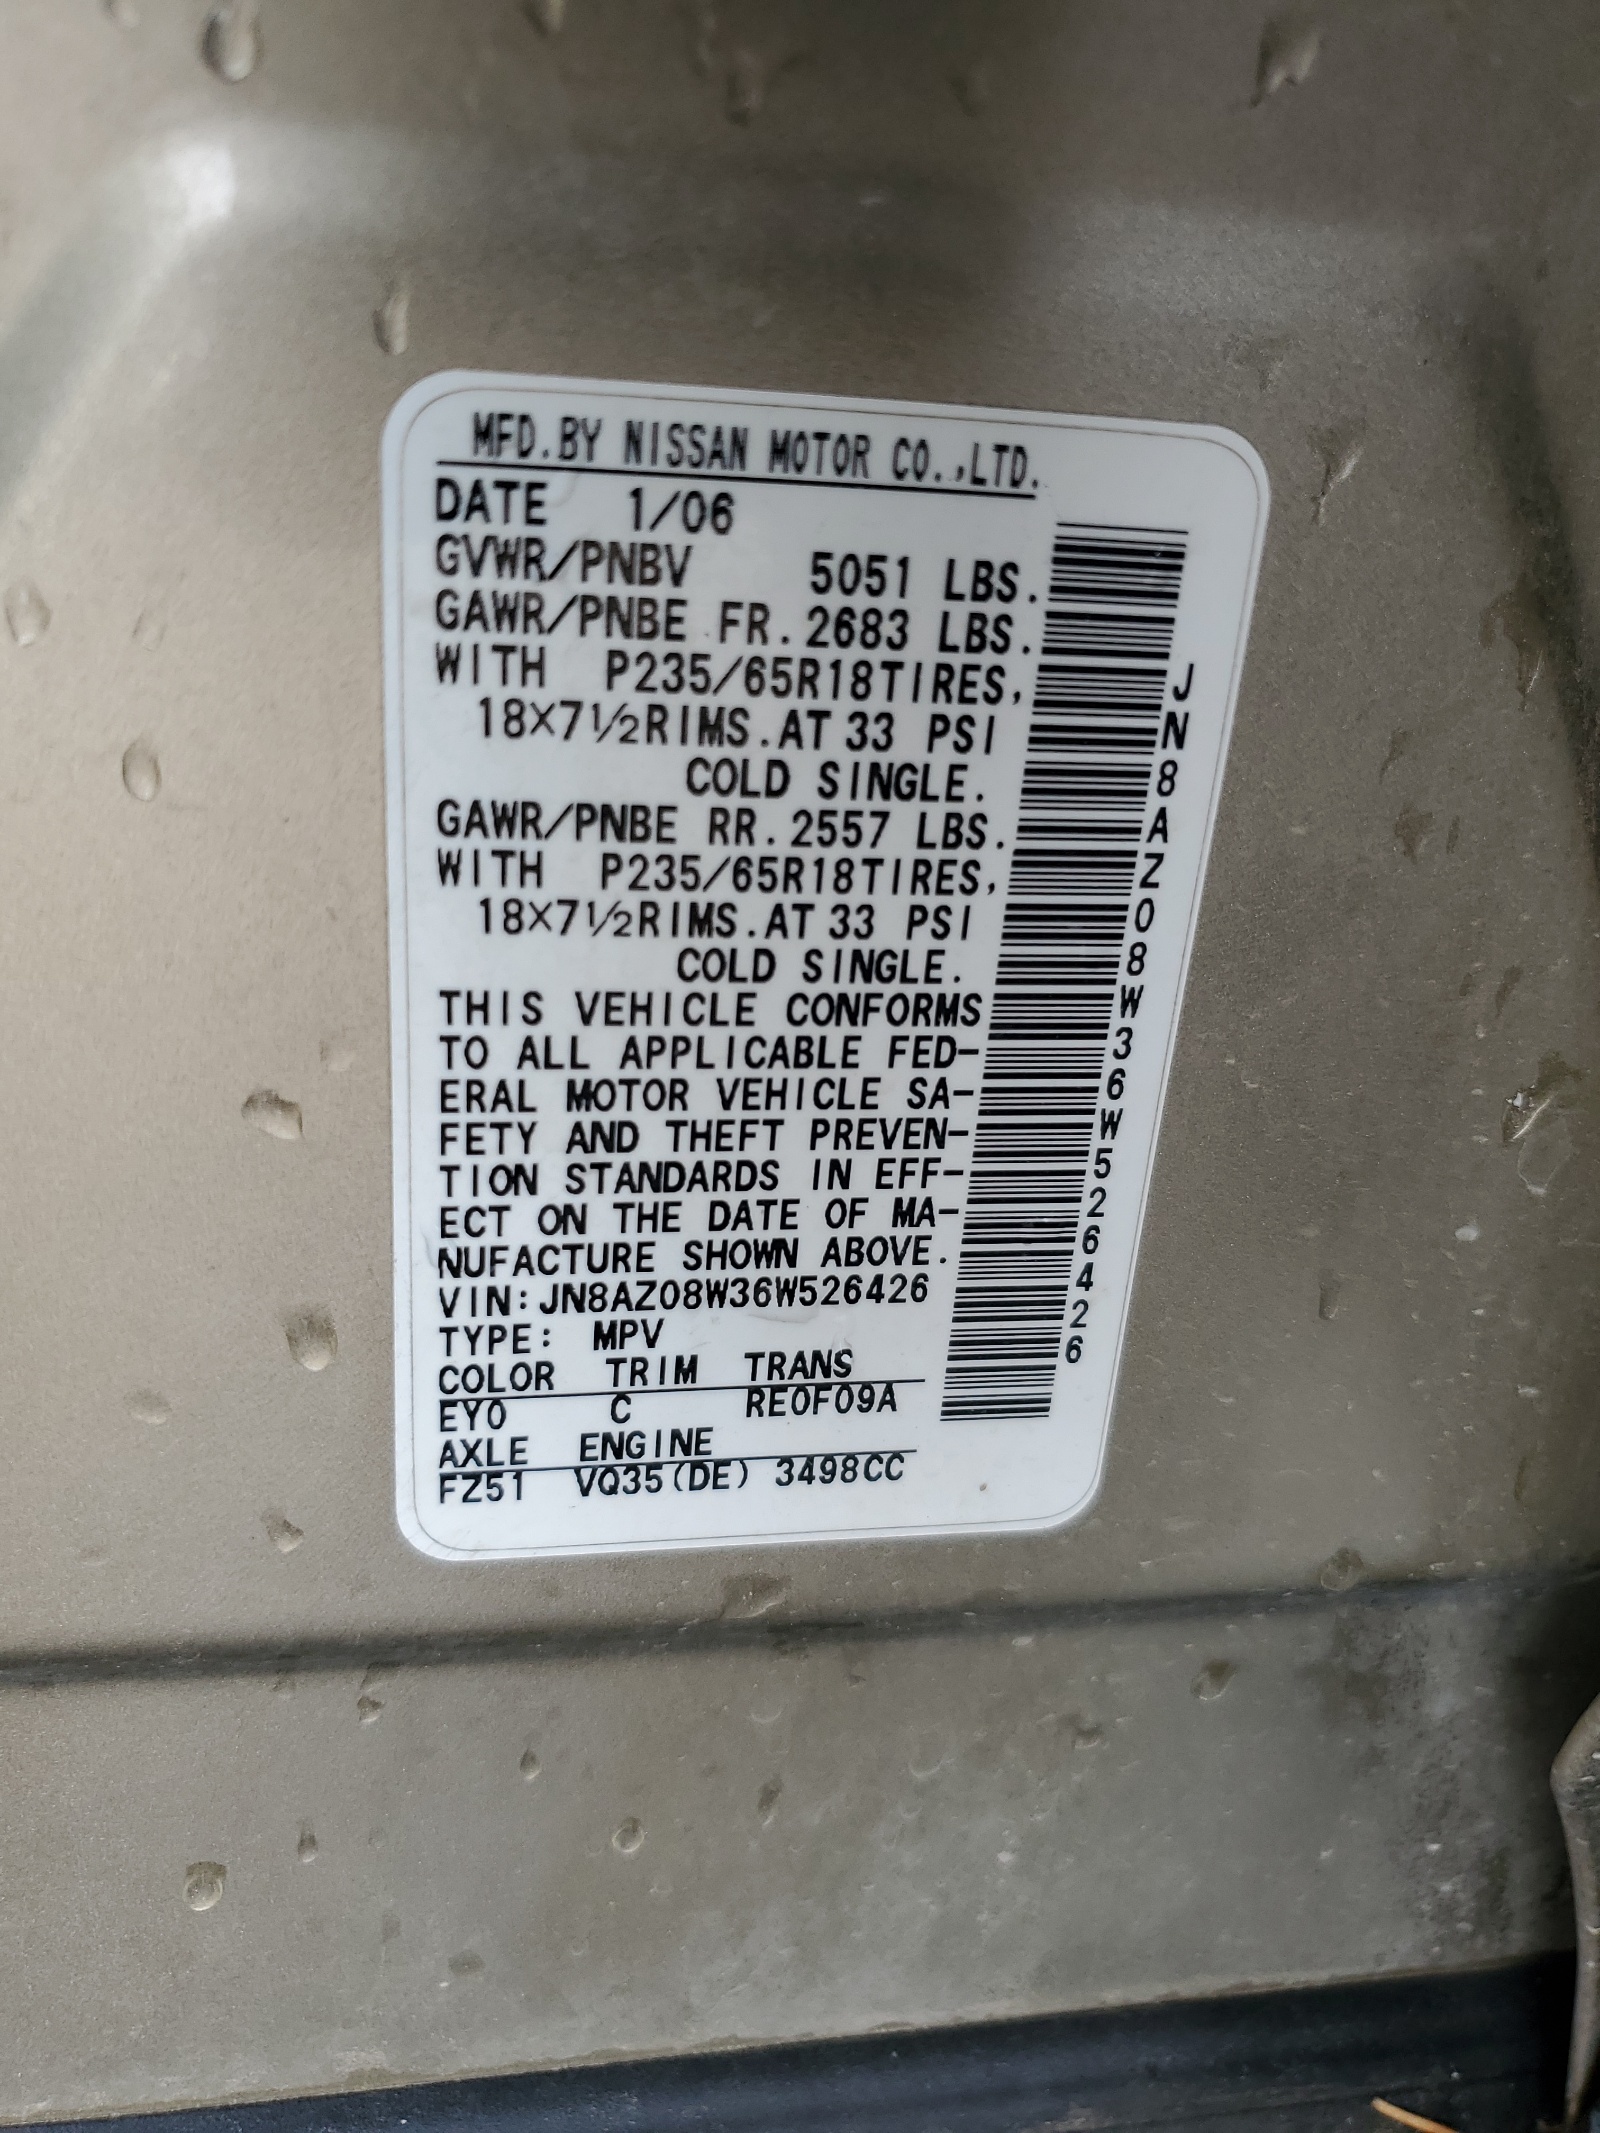 MFD.BY NISSAN MOTOR CO.,LTD.
DATE 1/06
GVWR/PNBV 5051 LBS.
GAWR/PNBE FR. 2683 LBS.
WITH P235/65R18TIRES,
18×7½RIMS.AT 33 PSI
COLD SINGLE.
GAWR/PNBE RR. 2557 LBS.
WITH P235/65R18TIRES,
18×7½RIMS.AT 33 PSI
COLD SINGLE.
THIS VEHICLE CONFORMS
TO ALL APPLICABLE FED-
ERAL MOTOR VEHICLE SA-
FETY AND THEFT PREVEN-
TION STANDARDS IN EFF-
ECT ON THE DATE OF MA-
NUFACTURE SHOWN ABOVE.
VIN:JN8AZ08W36W526426
TYPE: MPV
COLOR TRIM TRANS
EY0 C RE0F09A
AXLE ENGINE
FZ51 VQ35(DE) 3498CC
JN8AZ08W36W526426